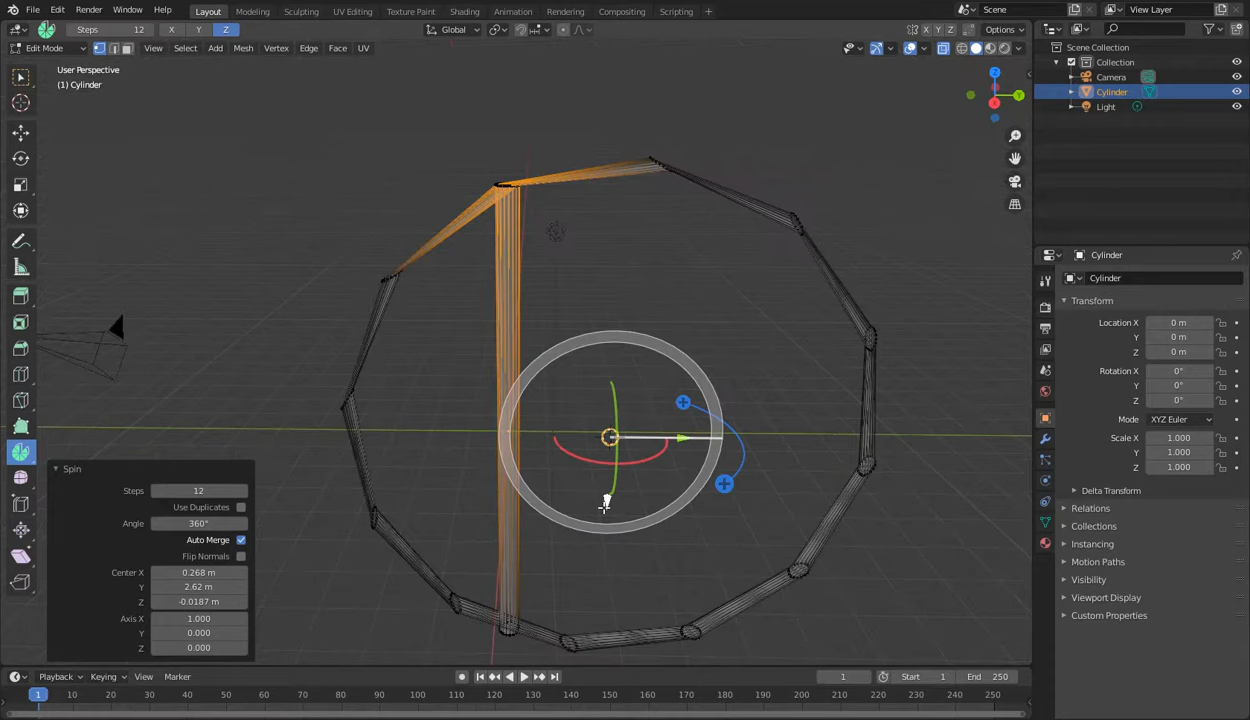 File Edit Render Window Help Layout Modeling Sculpting UV Editing Texture Paint Shading Animation Rendering Compositing Scripting + Scene View Layer
Steps 12 X Y Z Global X Y Z Options
Edit Mode View Select Add Mesh Vertex Edge Face UV
User Perspective
(1) Cylinder
Z
Y
X
Scene Collection
Collection
Camera
Cylinder
Light
Cylinder
Cylinder
Transform
Location X 0 m
Y 0 m
Z 0 m
Rotation X 0°
Y 0°
Z 0°
Mode XYZ Euler
Scale X 1.000
Y 1.000
Z 1.000
Delta Transform
Relations
Collections
Instancing
Motion Paths
Visibility
Viewport Display
Custom Properties
Spin
Steps 12
Use Duplicates
Angle 360°
Auto Merge
Flip Normals
Center X 0.268 m
Y 2.62 m
Z -0.0187 m
Axis X 1.000
Y 0.000
Z 0.000
Playback Keying View Marker 1 Start 1 End 250
1 10 20 30 40 50 60 70 80 90 100 110 120 130 140 150 160 170 180 190 200 210 220 230 240 250